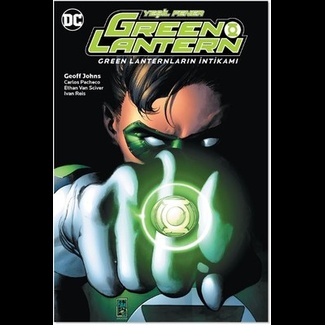 DC
YEŞİL FENER
GREEN LANTERN
GREEN LANTERNLARIN İNTİKAMI
Geoff Johns
Carlos Pacheco
Ethan Van Sciver
Ivan Reis